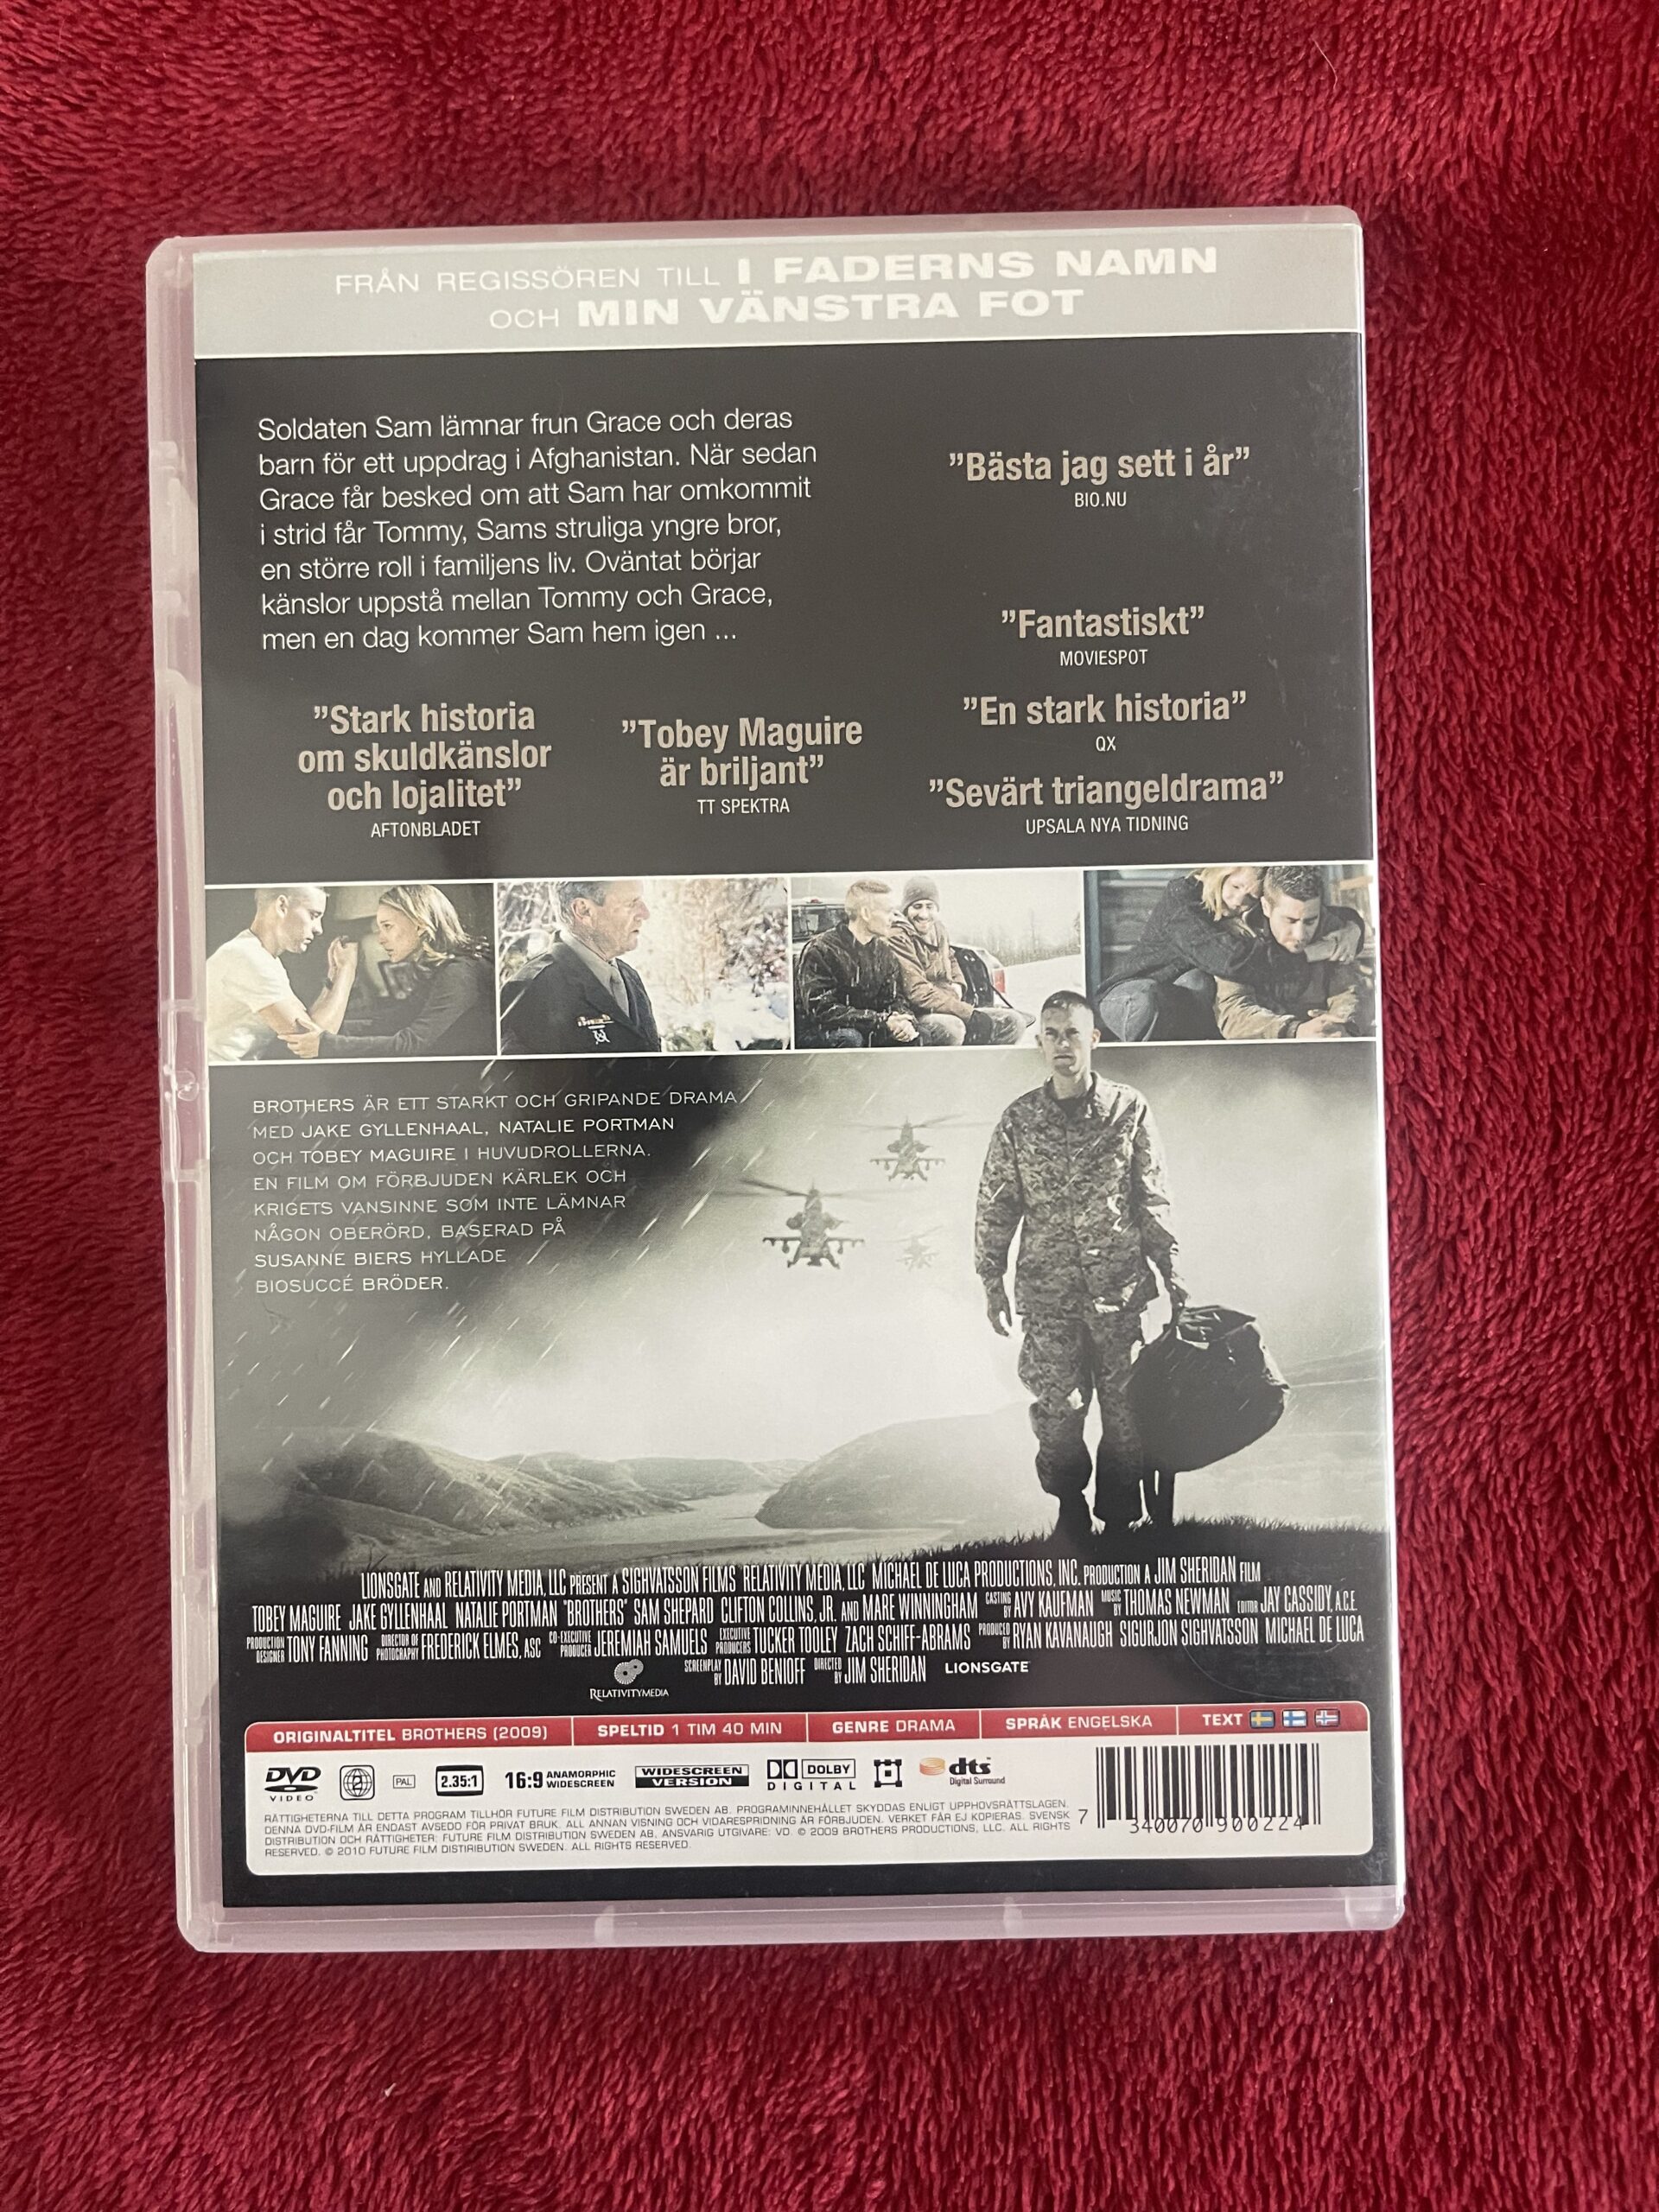 FRÅN REGISSÖREN TILL I FADERNS NAMN
OCH MIN VÄNSTRA FOT
Soldaten Sam lämnar frun Grace och deras
barn för ett uppdrag i Afghanistan. När sedan
Grace får besked om att Sam har omkommit
i strid får Tommy, Sams struliga yngre bror,
en större roll i familjens liv. Oväntat börjar
känslor uppstå mellan Tommy och Grace,
men en dag kommer Sam hem igen ...
”Bästa jag sett i år”
BIO.NU
”Fantastiskt”
MOVIESPOT
”Stark historia
om skuldkänslor
och lojalitet”
AFTONBLADET
”Tobey Maguire
är briljant”
TT SPEKTRA
”En stark historia”
QX
”Sevärt triangeldrama”
UPSALA NYA TIDNING
BROTHERS ÄR ETT STARKT OCH GRIPANDE DRAMA
MED JAKE GYLLENHAAL, NATALIE PORTMAN
OCH TOBEY MAGUIRE I HUVUDROLLERNA.
EN FILM OM FÖRBJUDEN KÄRLEK OCH
KRIGETS VANSINNE SOM INTE LÄMNAR
NÅGON OBERÖRD, BASERAD PÅ
SUSANNE BIERS HYLLADE
BIOSUCCÉ BRÖDER.
LIONSGATE AND RELATIVITY MEDIA, LLC PRESENT A SIGHVATSSON FILMS RELATIVITY MEDIA, LLC MICHAEL DE LUCA PRODUCTIONS, INC. PRODUCTION A JIM SHERIDAN FILM
TOBEY MAGUIRE JAKE GYLLENHAAL NATALIE PORTMAN "BROTHERS" SAM SHEPARD CLIFTON COLLINS, JR. AND MARE WINNINGHAM CASTING BY AVY KAUFMAN MUSIC BY THOMAS NEWMAN EDITOR JAY CASSIDY, A.C.E.
PRODUCTION DESIGNER TONY FANNING DIRECTOR OF PHOTOGRAPHY FREDERICK ELMES, ASC CO-EXECUTIVE PRODUCER JEREMIAH SAMUELS EXECUTIVE PRODUCERS TUCKER TOOLEY ZACH SCHIFF-ABRAMS PRODUCED BY RYAN KAVANAUGH SIGURJON SIGHVATSSON MICHAEL DE LUCA
RELATIVITYMEDIA SCREENPLAY BY DAVID BENIOFF DIRECTED BY JIM SHERIDAN LIONSGATE
ORIGINALTITEL BROTHERS (2009) SPELTID 1 TIM 40 MIN GENRE DRAMA SPRÅK ENGELSKA TEXT
DVD VIDEO 2 PAL 2.35:1 16:9 ANAMORPHIC WIDESCREEN WIDESCREEN VERSION DOLBY DIGITAL dts Digital Surround
RÄTTIGHETERNA TILL DETTA PROGRAM TILLHÖR FUTURE FILM DISTRIBUTION SWEDEN AB. PROGRAMINNEHÅLLET SKYDDAS ENLIGT UPPHOVSRÄTTSLAGEN.
DENNA DVD-FILM ÄR ENDAST AVSEDD FÖR PRIVAT BRUK. ALL ANNAN VISNING OCH VIDARESPRIDNING ÄR FÖRBJUDEN. VERKET FÅR EJ KOPIERAS. SVENSK
DISTRIBUTION OCH RÄTTIGHETER: FUTURE FILM DISTRIBUTION SWEDEN AB, ANSVARIG UTGIVARE: VD. © 2009 BROTHERS PRODUCTIONS, LLC. ALL RIGHTS
RESERVED. © 2010 FUTURE FILM DISTIRIBUTION SWEDEN. ALL RIGHTS RESERVED.
7 340070 900224